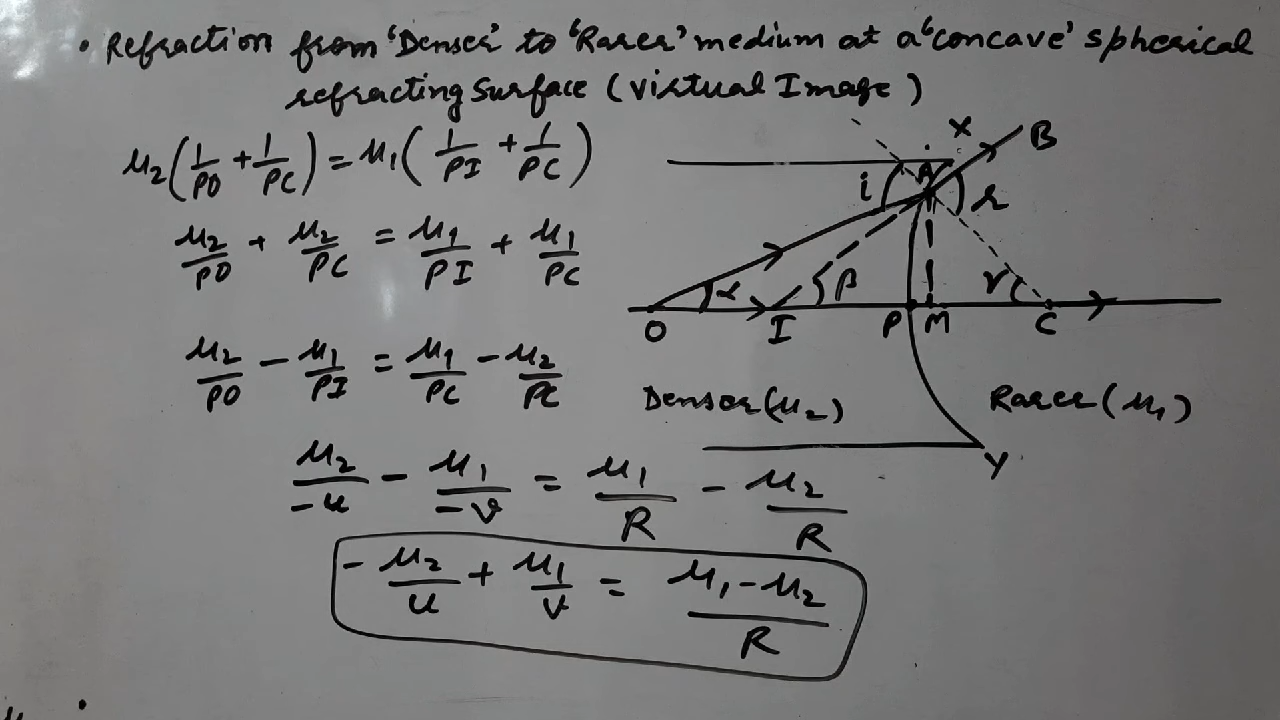 • Refraction from 'Denser' to 'Rarer' medium at a 'concave' spherical
refracting surface (virtual Image)
μ₂(1/PO + 1/PC) = μ₁(1/PI + 1/PC)
μ₂/PO + μ₂/PC = μ₁/PI + μ₁/PC
μ₂/PO - μ₁/PI = μ₁/PC - μ₂/PC
μ₂/-u - μ₁/-v = μ₁/R - μ₂/R
-μ₂/u + μ₁/v = μ₁-μ₂/R
X
B
A
i
r
α
β
γ
O
I
P
M
C
Densor (μ₂)
Rarer (μ₁)
Y